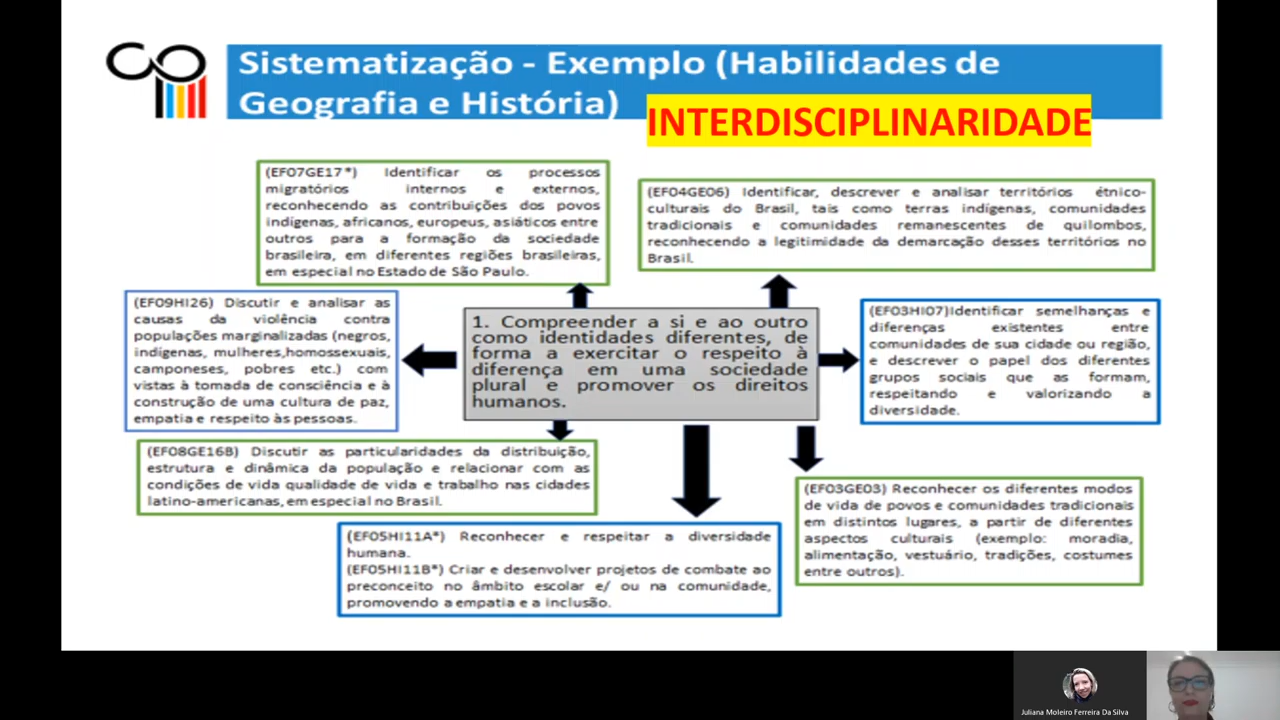 Sistematização - Exemplo (Habilidades de
Geografia e História)
INTERDISCIPLINARIDADE
(EF07GE17*) Identificar os processos
migratórios internos e externos,
reconhecendo as contribuições dos povos
indígenas, africanos, europeus, asiáticos entre
outros para a formação da sociedade
brasileira, em diferentes regiões brasileiras,
em especial no Estado de São Paulo.
(EF04GE06) Identificar, descrever e analisar territórios étnico-
culturais do Brasil, tais como terras indígenas, comunidades
tradicionais e comunidades remanescentes de quilombos,
reconhecendo a legitimidade da demarcação desses territórios no
Brasil.
(EF09HI26) Discutir e analisar as
causas da violência contra
populações marginalizadas (negros,
indígenas, mulheres,homossexuais,
camponeses, pobres etc.) com
vistas à tomada de consciência e à
construção de uma cultura de paz,
empatia e respeito às pessoas.
1. Compreender a si e ao outro
como identidades diferentes, de
forma a exercitar o respeito à
diferença em uma sociedade
plural e promover os direitos
humanos.
(EF03HI07)Identificar semelhanças e
diferenças existentes entre
comunidades de sua cidade ou região,
e descrever o papel dos diferentes
grupos sociais que as formam,
respeitando e valorizando a
diversidade.
(EF08GE16B) Discutir as particularidades da distribuição,
estrutura e dinâmica da população e relacionar com as
condições de vida qualidade de vida e trabalho nas cidades
latino-americanas, em especial no Brasil.
(EF03GE03) Reconhecer os diferentes modos
de vida de povos e comunidades tradicionais
em distintos lugares, a partir de diferentes
aspectos culturais (exemplo: moradia,
alimentação, vestuário, tradições, costumes
entre outros).
(EF05HI11A*) Reconhecer e respeitar a diversidade
humana.
(EF05HI11B*) Criar e desenvolver projetos de combate ao
preconceito no âmbito escolar e/ ou na comunidade,
promovendo a empatia e a inclusão.
Juliana Moleiro Ferreira Da Silva